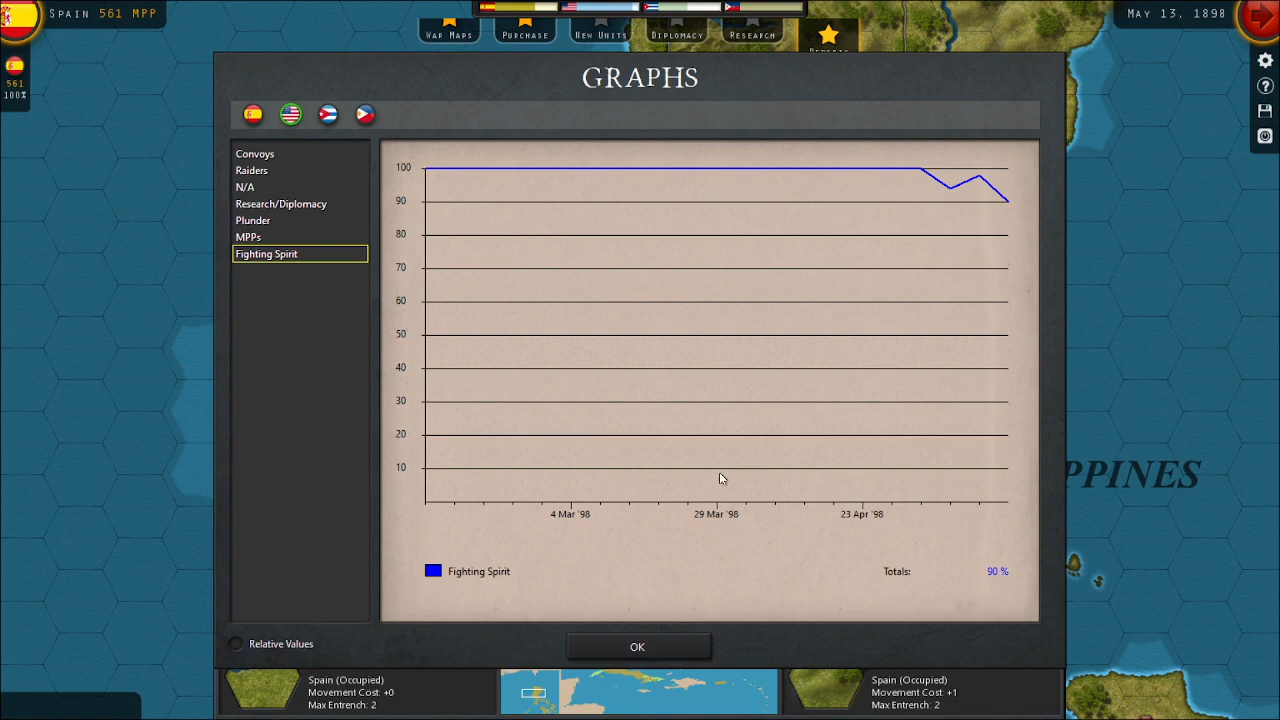 SPAIN 561 MPP
MAY 13, 1898
WAR MAPS
PURCHASE
NEW UNITS
DIPLOMACY
RESEARCH
REPORTS
561
100%
GRAPHS
Convoys
Raiders
N/A
Research/Diplomacy
Plunder
MPPs
Fighting Spirit
100
90
80
70
60
50
40
30
20
10
4 Mar '98
29 Mar '98
23 Apr '98
Fighting Spirit
Totals:
90 %
PPINES
Relative Values
OK
Spain (Occupied)
Movement Cost: +0
Max Entrench: 2
Spain (Occupied)
Movement Cost: +1
Max Entrench: 2